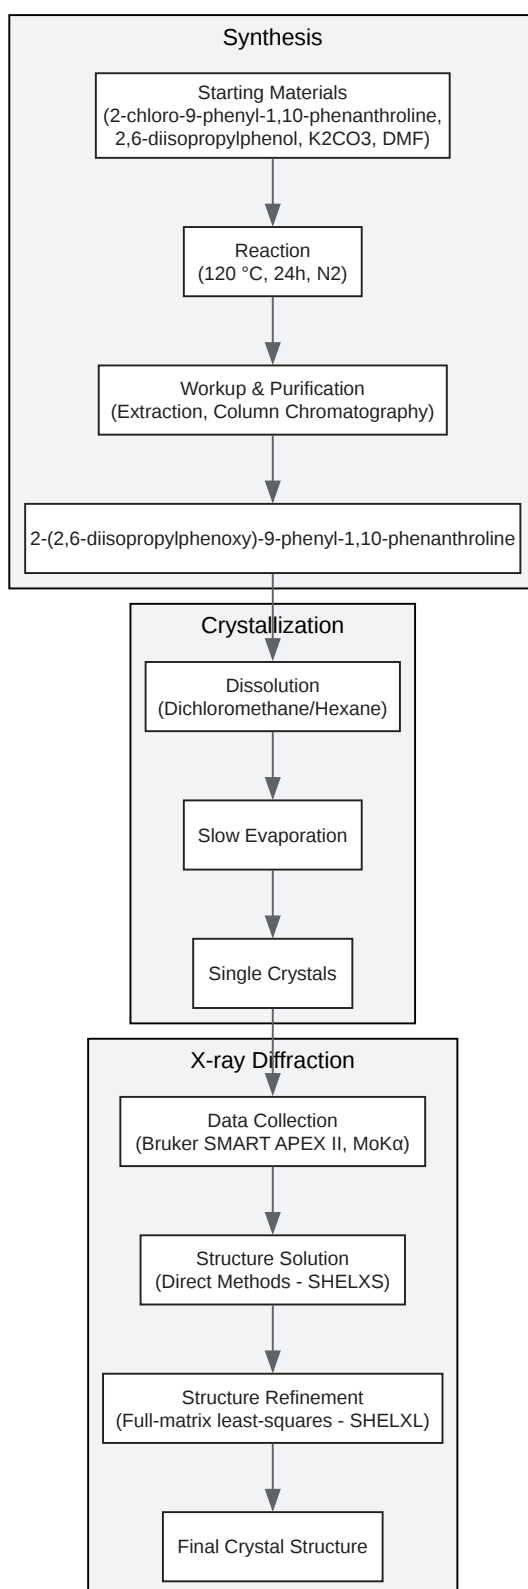 Synthesis
Starting Materials
(2-chloro-9-phenyl-1,10-phenanthroline,
2,6-diisopropylphenol, K2CO3, DMF)
Reaction
(120 °C, 24h, N2)
Workup & Purification
(Extraction, Column Chromatography)
2-(2,6-diisopropylphenoxy)-9-phenyl-1,10-phenanthroline
Crystallization
Dissolution
(Dichloromethane/Hexane)
Slow Evaporation
Single Crystals
X-ray Diffraction
Data Collection
(Bruker SMART APEX II, MoKα)
Structure Solution
(Direct Methods - SHELXS)
Structure Refinement
(Full-matrix least-squares - SHELXL)
Final Crystal Structure